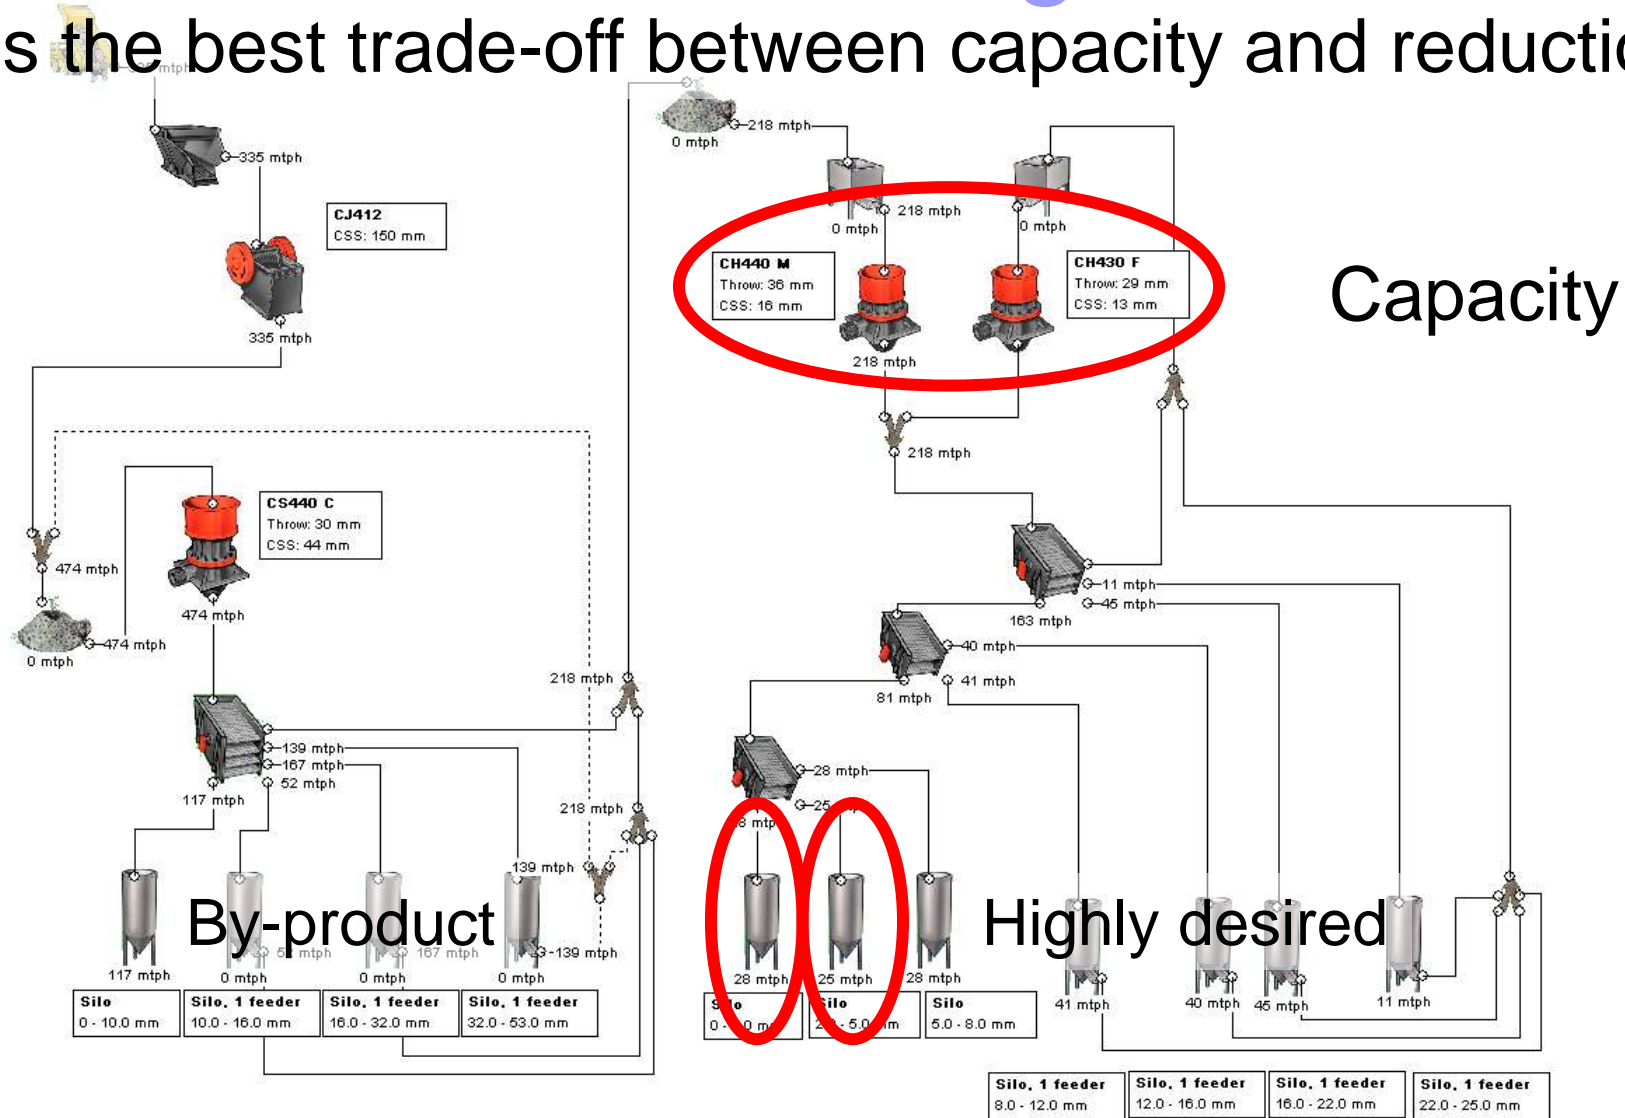 s the best trade-off between capacity and reductio
335 mtph
218 mtph
0 mtph
335 mtph
CJ412
CSS: 150 mm
218 mtph
0 mtph
0 mtph
CH440 M
Throw: 36 mm
CSS: 16 mm
CH430 F
Throw: 29 mm
CSS: 13 mm
Capacity
335 mtph
218 mtph
218 mtph
CS440 C
Throw: 30 mm
CSS: 44 mm
474 mtph
474 mtph
474 mtph
0 mtph
11 mtph
45 mtph
163 mtph
40 mtph
41 mtph
81 mtph
218 mtph
139 mtph
167 mtph
52 mtph
117 mtph
28 mtph
25
218 mtph
139 mtph
By-product
Highly desired
167 mtph
139 mtph
117 mtph
0 mtph
0 mtph
0 mtph
28 mtph
25 mtph
28 mtph
41 mtph
40 mtph
45 mtph
11 mtph
Silo
0 - 10.0 mm
Silo, 1 feeder
10.0 - 16.0 mm
Silo, 1 feeder
16.0 - 32.0 mm
Silo, 1 feeder
32.0 - 53.0 mm
Silo
5.0 - 8.0 mm
Silo, 1 feeder
8.0 - 12.0 mm
Silo, 1 feeder
12.0 - 16.0 mm
Silo, 1 feeder
16.0 - 22.0 mm
Silo, 1 feeder
22.0 - 25.0 mm